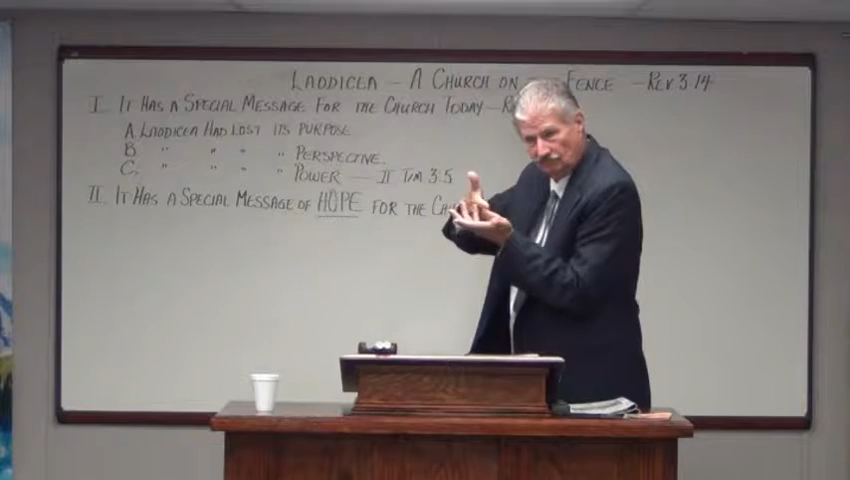 LAODICEA — A CHURCH ON FENCE — REV 3:14
I. IT HAS A SPECIAL MESSAGE FOR THE CHURCH TODAY —
A LAODICEA HAD LOST ITS PURPOSE
B " " " " PERSPECTIVE.
C, " " " " POWER — II TIM 3:5
II. IT HAS A SPECIAL MESSAGE OF HOPE FOR THE